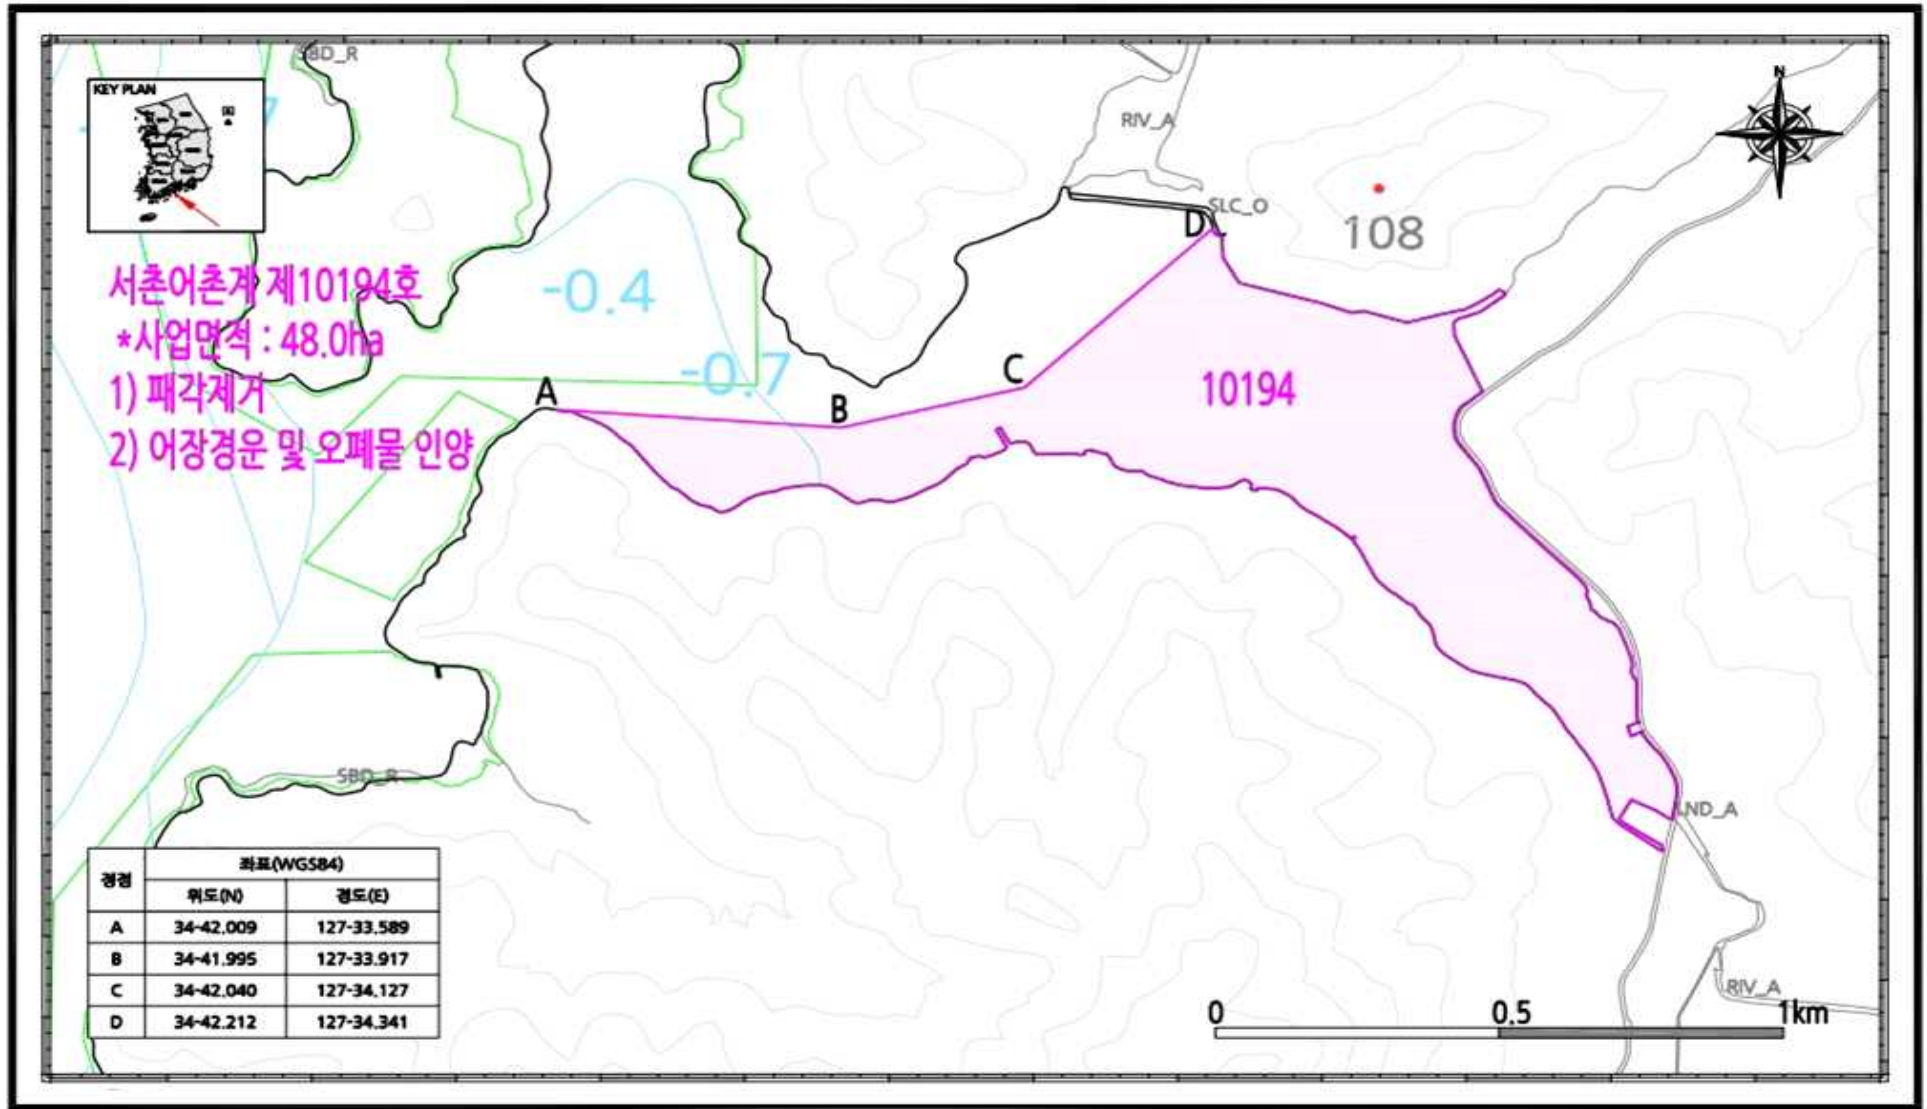 SBD_R
KEY PLAN
N
RIV_A
SLC_O
D
108
서촌어촌계 제10194호
-0.4
*사업면적 : 48.0ha
-0.7
C
1) 패각제거
A
B
10194
2) 어장경운 및 오폐물 인양
SBD_R
LND_A
정점 좌표(WGS84)
위도(N) 경도(E)
A 34-42.009 127-33.589
B 34-41.995 127-33.917
C 34-42.040 127-34.127
D 34-42.212 127-34.341
RIV_A
0 0.5 1km